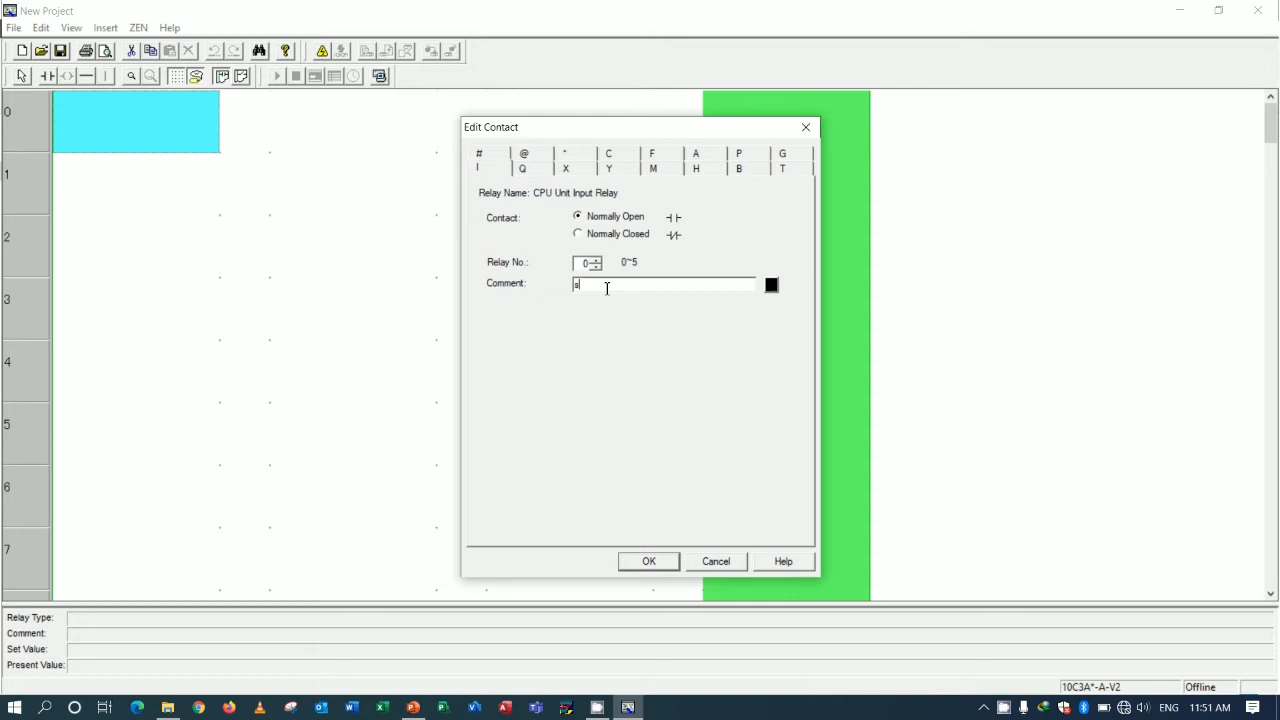 New Project
File Edit View Insert ZEN Help
0
1
2
3
4
5
6
7
Edit Contact
# @ * C F A P G
I Q X Y M H B T
Relay Name: CPU Unit Input Relay
Contact: Normally Open
Normally Closed
Relay No.: 0 0~5
Comment: s
OK Cancel Help
Relay Type:
Comment:
Set Value:
Present Value:
10C3A*-A-V2 Offline
ENG 11:51 AM